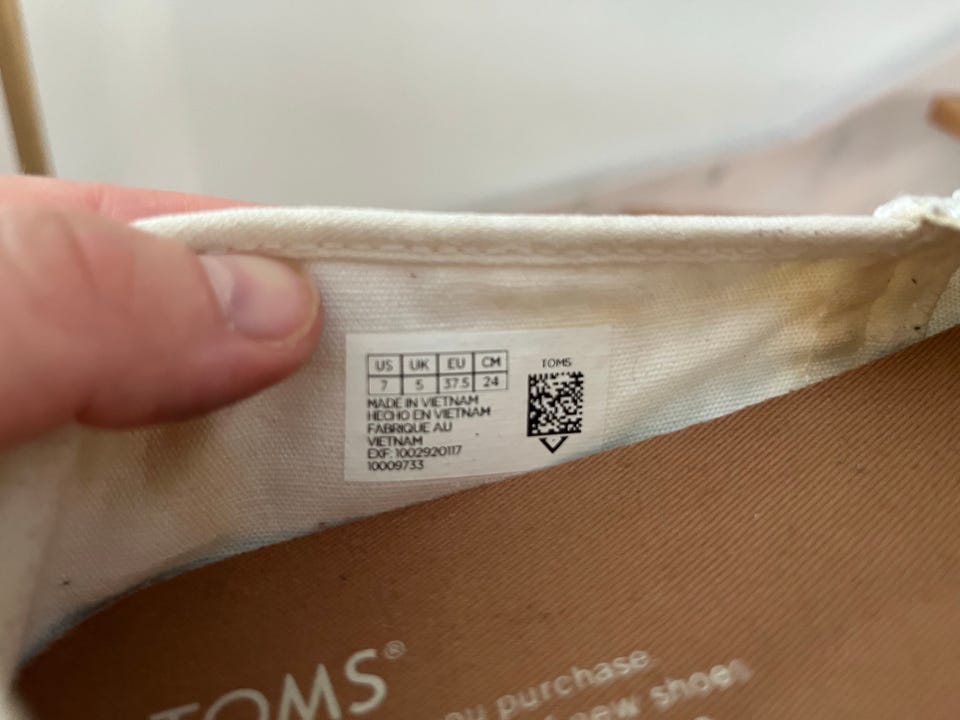 US UK EU CM
7 5 37.5 24
MADE IN VIETNAM
HECHO EN VIETNAM
FABRIQUE AU
VIETNAM
EXF: 1002920117
10009733
TOMS
TOMS®
purchase
new shoes